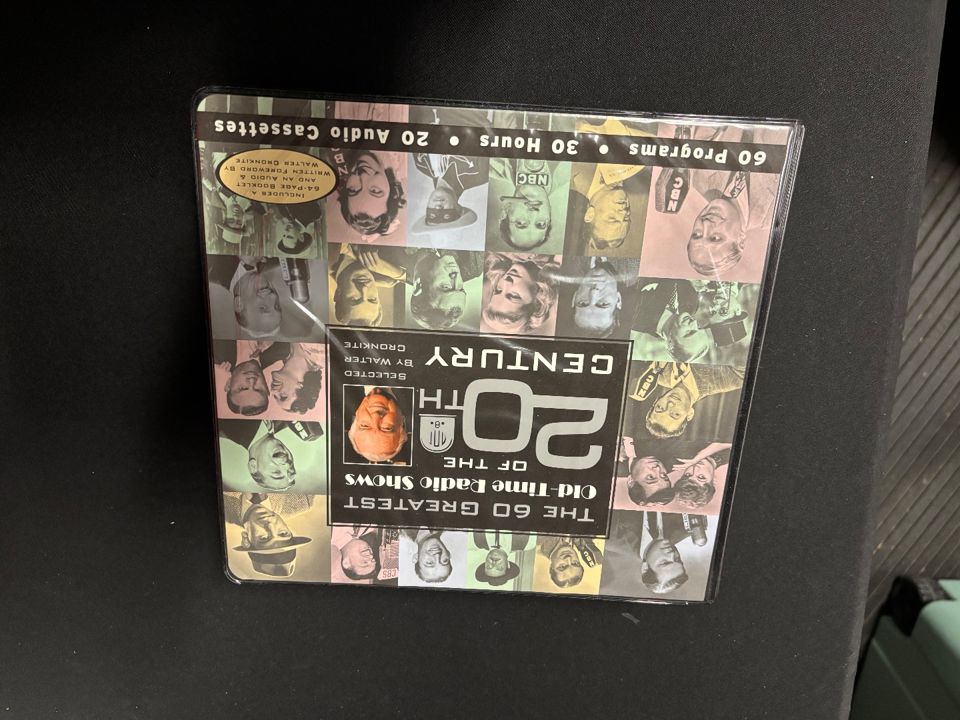 THE 60 GREATEST
Old-Time Radio Shows
OF THE
20TH
CENTURY
SELECTED
BY WALTER
CRONKITE
NBC
NBC
CBS
CBS
INCLUDES A
64-PAGE BOOKLET
AND AN AUDIO &
WRITTEN FOREWORD BY
WALTER CRONKITE
60 Programs • 30 Hours • 20 Audio Cassettes